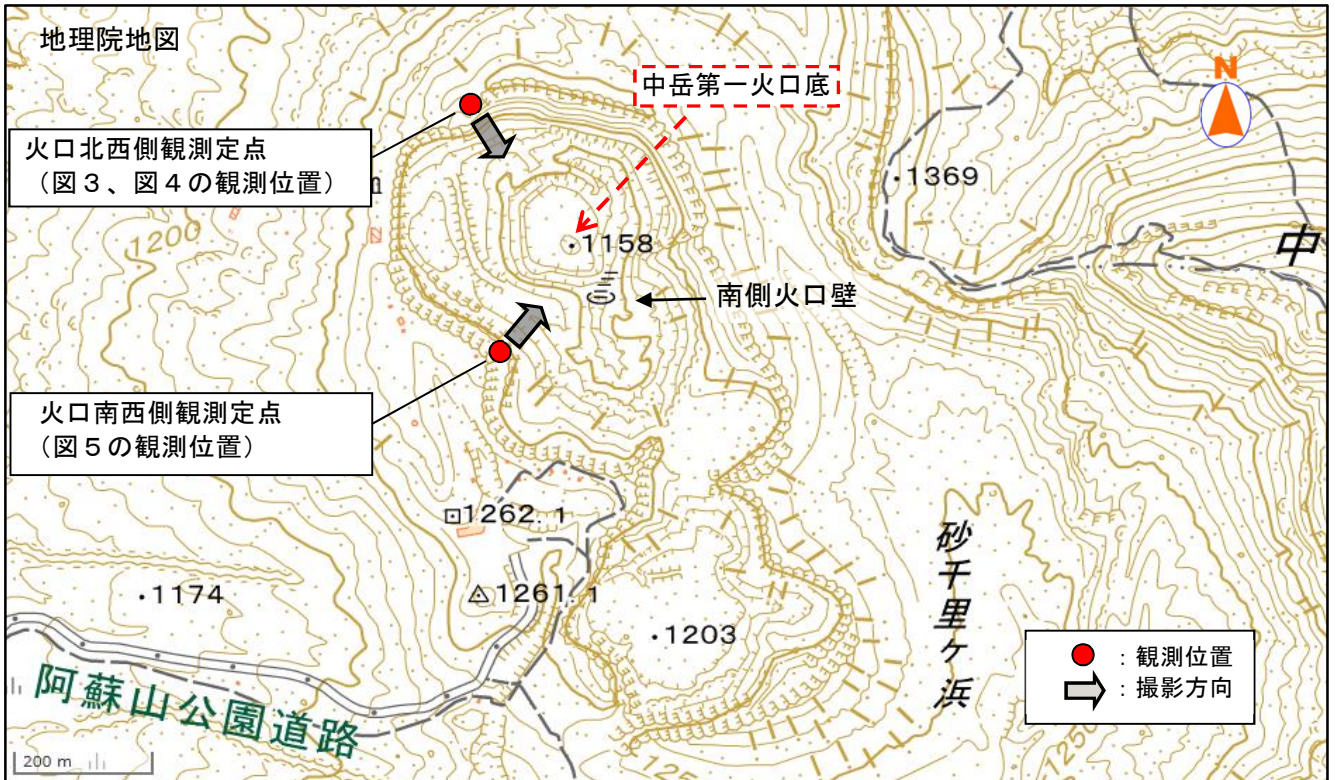 地理院地図
N
中岳第一火口底
火口北西側観測定点
(図3、図4の観測位置)
・1369
1200
・1158
中
南側火口壁
火口南西側観測定点
(図5の観測位置)
1262.1
砂千里ヶ浜
・1174
1261.1
・1203
:観測位置
:撮影方向
阿蘇山公園道路
200 m
125
1250